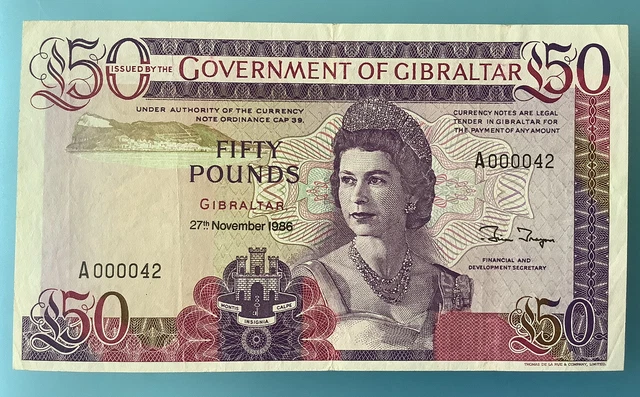 £50 ISSUED BY THE GOVERNMENT OF GIBRALTAR £50
UNDER AUTHORITY OF THE CURRENCY
NOTE ORDINANCE CAP 39.
CURRENCY NOTES ARE LEGAL
TENDER IN GIBRALTAR FOR
THE PAYMENT OF ANY AMOUNT
FIFTY
POUNDS
A000042
GIBRALTAR
27th November 1986
FINANCIAL AND
DEVELOPMENT SECRETARY
A000042
£50
MONTIS CALPE
INSIGNIA
£50
THOMAS DE LA RUE & COMPANY, LIMITED.